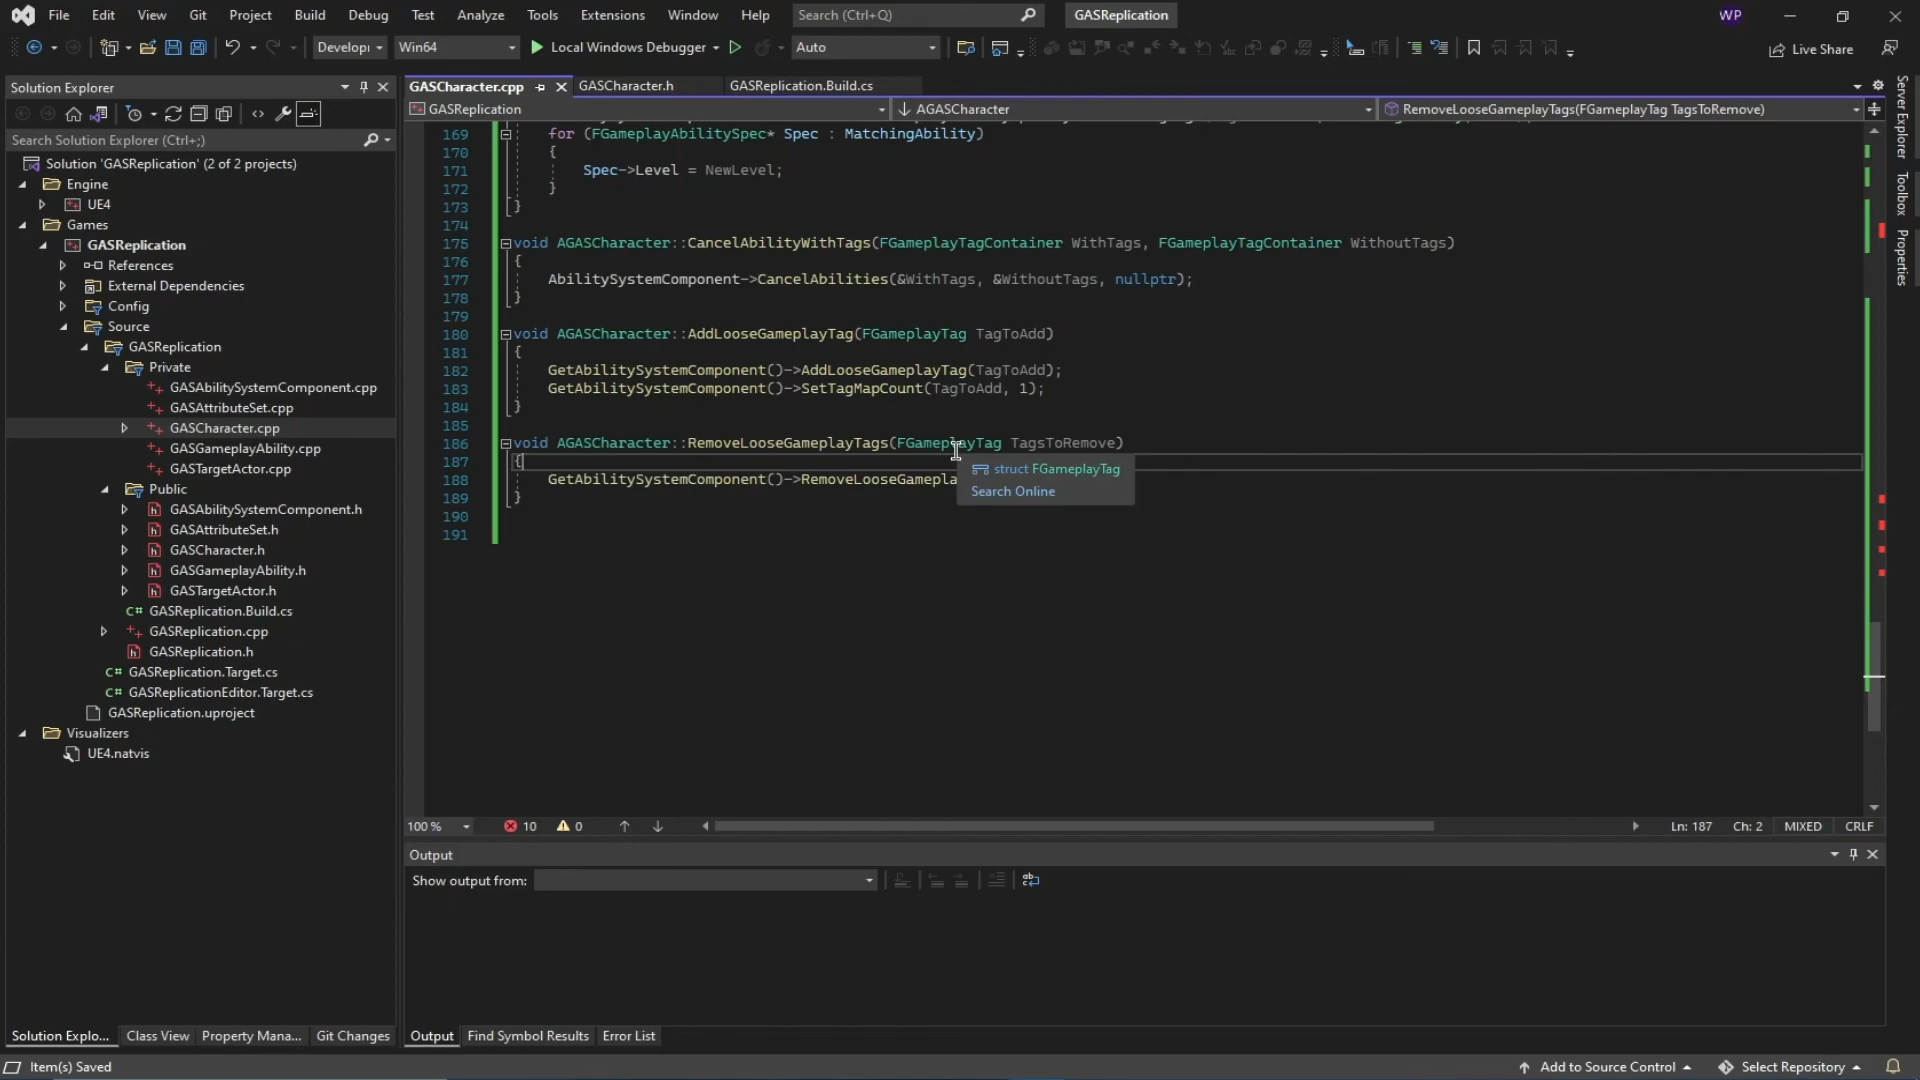 File Edit View Git Project Build Debug Test Analyze Tools Extensions Window Help Search (Ctrl+Q) GASReplication WP
Developi Win64 Local Windows Debugger Auto Live Share
Solution Explorer
Search Solution Explorer (Ctrl+;)
Solution 'GASReplication' (2 of 2 projects)
Engine
UE4
Games
GASReplication
References
External Dependencies
Config
Source
GASReplication
Private
GASAbilitySystemComponent.cpp
GASAttributeSet.cpp
GASCharacter.cpp
GASGameplayAbility.cpp
GASTargetActor.cpp
Public
GASAbilitySystemComponent.h
GASAttributeSet.h
GASCharacter.h
GASGameplayAbility.h
GASTargetActor.h
C# GASReplication.Build.cs
GASReplication.cpp
GASReplication.h
C# GASReplication.Target.cs
C# GASReplicationEditor.Target.cs
GASReplication.uproject
Visualizers
UE4.natvis
Solution Explo... Class View Property Mana... Git Changes
GASCharacter.cpp GASCharacter.h GASReplication.Build.cs
GASReplication AGASCharacter RemoveLooseGameplayTags(FGameplayTag TagsToRemove)
169 for (FGameplayAbilitySpec* Spec : MatchingAbility)
170 {
171 Spec->Level = NewLevel;
172 }
173 }
174
175 void AGASCharacter::CancelAbilityWithTags(FGameplayTagContainer WithTags, FGameplayTagContainer WithoutTags)
176 {
177 AbilitySystemComponent->CancelAbilities(&WithTags, &WithoutTags, nullptr);
178 }
179
180 void AGASCharacter::AddLooseGameplayTag(FGameplayTag TagToAdd)
181 {
182 GetAbilitySystemComponent()->AddLooseGameplayTag(TagToAdd);
183 GetAbilitySystemComponent()->SetTagMapCount(TagToAdd, 1);
184 }
185
186 void AGASCharacter::RemoveLooseGameplayTags(FGameplayTag TagsToRemove)
187 {
188 GetAbilitySystemComponent()->RemoveLooseGamepla
189 }
190
191
struct FGameplayTag
Search Online
100 % 10 0 Ln: 187 Ch: 2 MIXED CRLF
Output
Show output from:
Output Find Symbol Results Error List
Server Explorer
Toolbox
Properties
Item(s) Saved Add to Source Control Select Repository